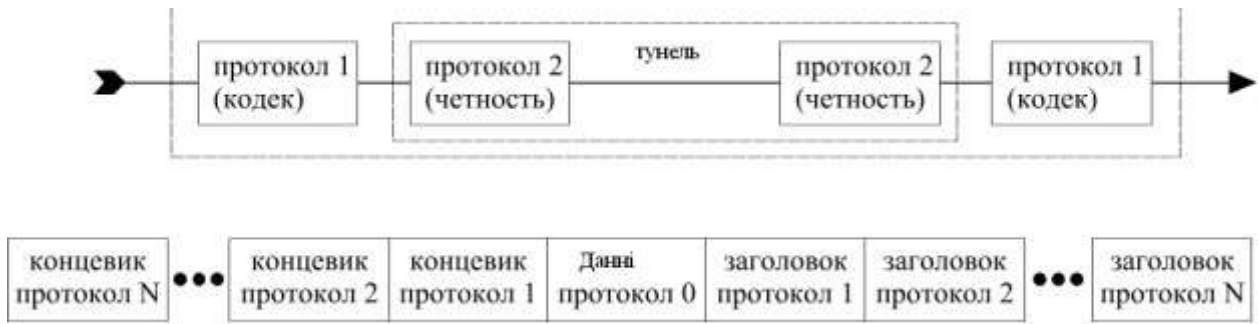 тунель
протокол 1
(кодек)
протокол 2
(четность)
протокол 2
(четность)
протокол 1
(кодек)
концевик
протокол N
концевик
протокол 2
концевик
протокол 1
Данні
протокол 0
заголовок
протокол 1
заголовок
протокол 2
заголовок
протокол N